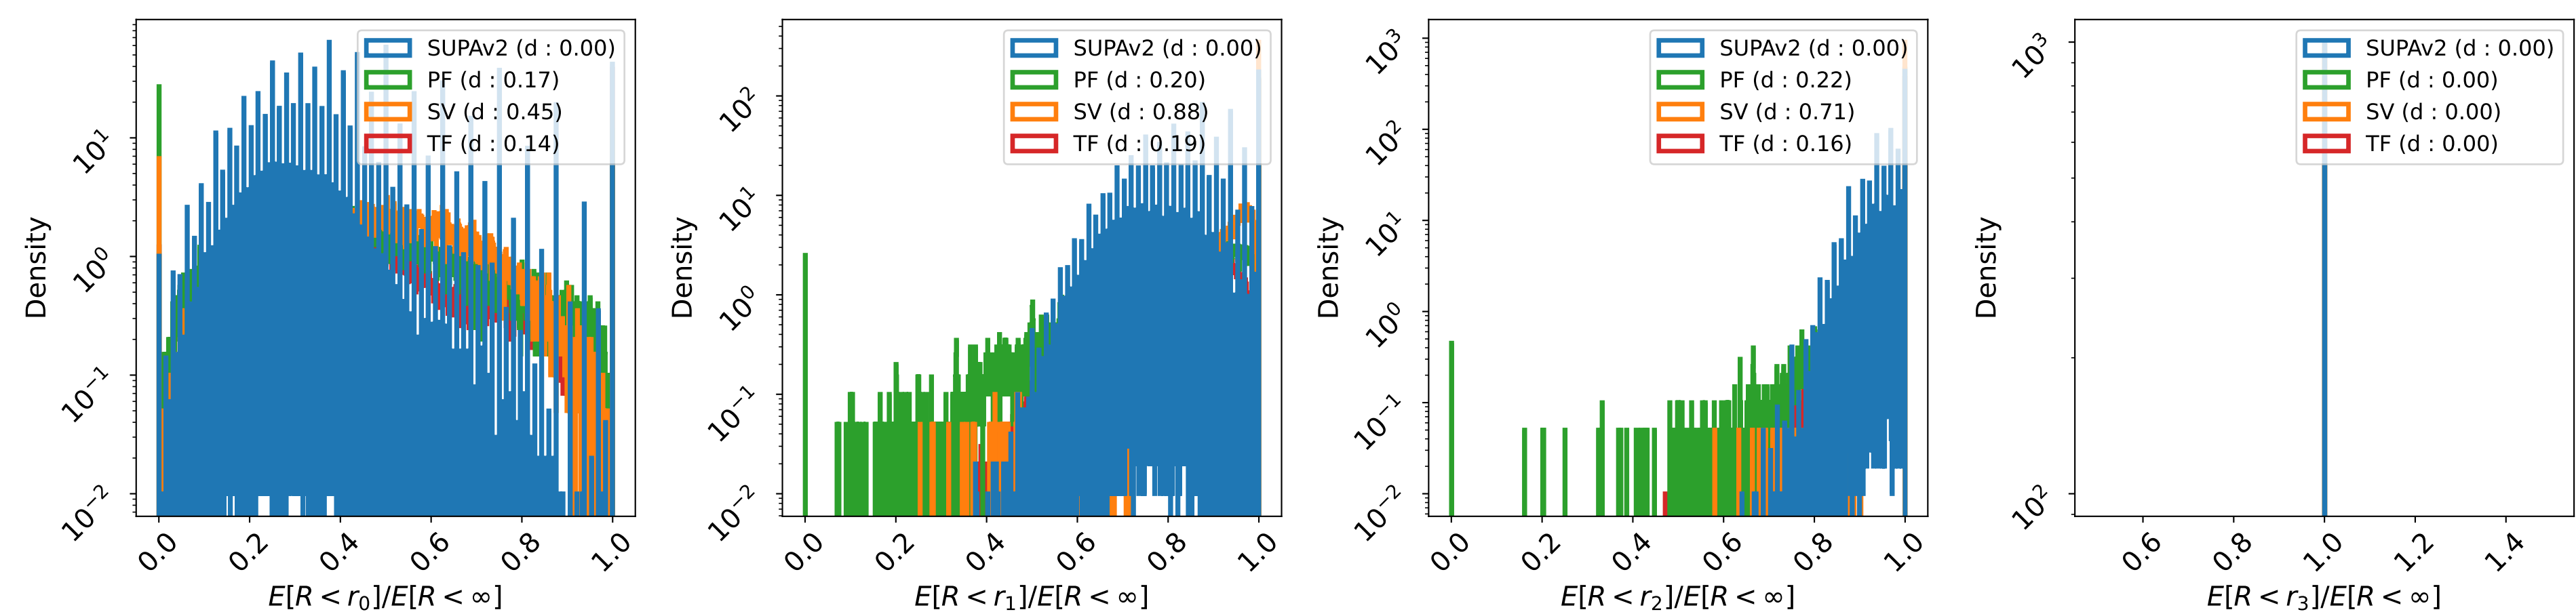 SUPAv2 (d : 0.00)
PF (d : 0.17)
SV (d : 0.45)
TF (d : 0.14)
Density
10¹
10⁰
10⁻¹
10⁻²
0.0 0.2 0.4 0.6 0.8 1.0
E[R < r₀]/E[R < ∞]
SUPAv2 (d : 0.00)
PF (d : 0.20)
SV (d : 0.88)
TF (d : 0.19)
Density
10²
10¹
10⁰
10⁻¹
10⁻²
0.0 0.2 0.4 0.6 0.8 1.0
E[R < r₁]/E[R < ∞]
SUPAv2 (d : 0.00)
PF (d : 0.22)
SV (d : 0.71)
TF (d : 0.16)
Density
10³
10²
10¹
10⁰
10⁻¹
10⁻²
0.0 0.2 0.4 0.6 0.8 1.0
E[R < r₂]/E[R < ∞]
SUPAv2 (d : 0.00)
PF (d : 0.00)
SV (d : 0.00)
TF (d : 0.00)
Density
10³
10²
0.6 0.8 1.0 1.2 1.4
E[R < r₃]/E[R < ∞]